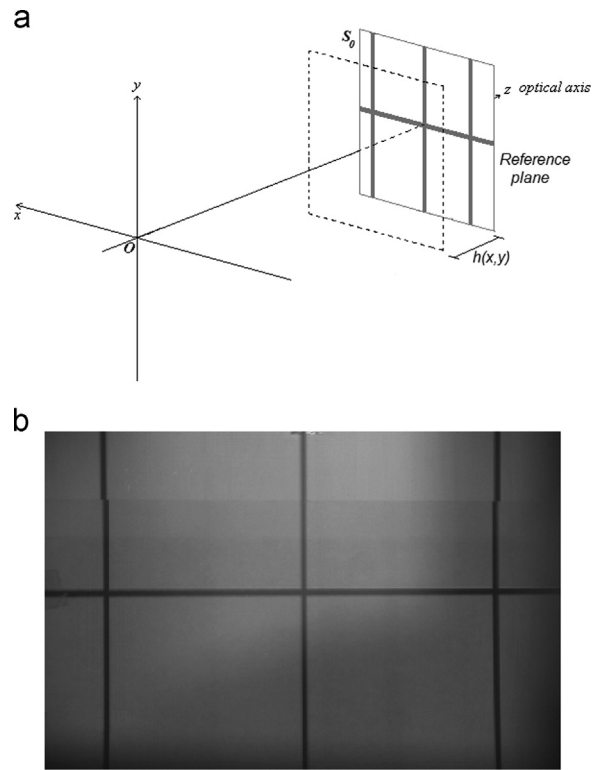 a
S₀
y
z optical axis
Reference
plane
x
O
h(x,y)
b